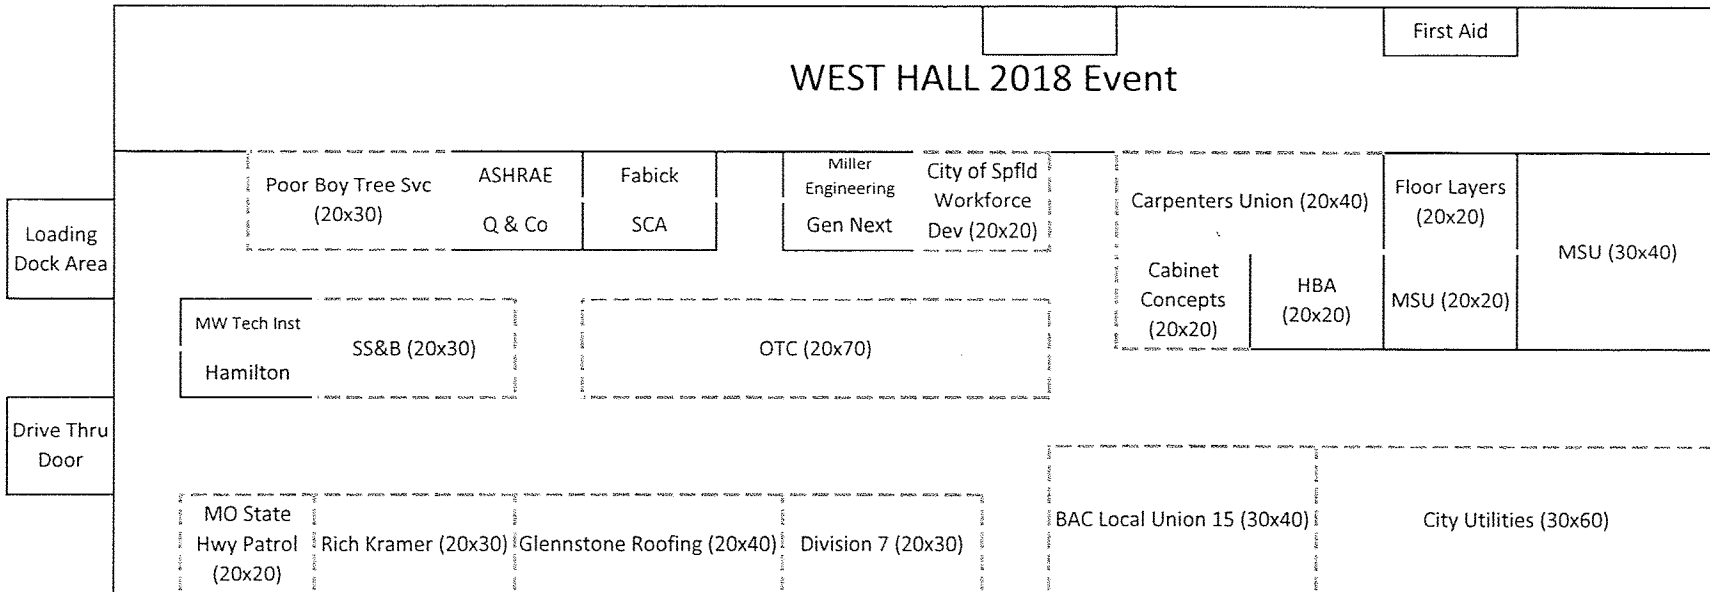 First Aid
WEST HALL 2018 Event
Poor Boy Tree Svc
(20x30)
ASHRAE
Q & Co
Fabick
SCA
Miller
Engineering
Gen Next
City of Spfld
Workforce
Dev (20x20)
Carpenters Union (20x40)
Floor Layers
(20x20)
MSU (30x40)
Loading
Dock Area
Cabinet
Concepts
(20x20)
HBA
(20x20)
MSU (20x20)
MW Tech Inst
Hamilton
SS&B (20x30)
OTC (20x70)
Drive Thru
Door
MO State
Hwy Patrol
(20x20)
Rich Kramer (20x30)
Glennstone Roofing (20x40)
Division 7 (20x30)
BAC Local Union 15 (30x40)
City Utilities (30x60)